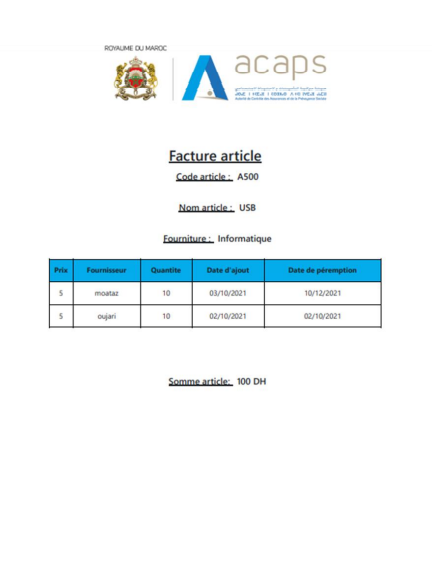 ROYAUME DU MAROC
acaps
Autorité de Contrôle des Assurances et de la Prévoyance Sociale
Facture article
Code article : A500
Nom article : USB
Fourniture : Informatique
Prix Fournisseur Quantite Date d'ajout Date de péremption
5 moataz 10 03/10/2021 10/12/2021
5 oujari 10 02/10/2021 02/10/2021
Somme article: 100 DH